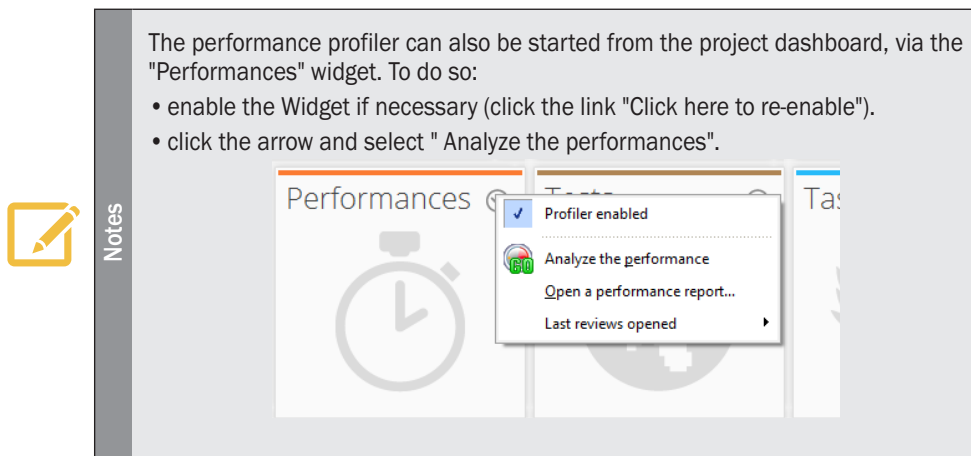 The performance profiler can also be started from the project dashboard, via the
"Performances" widget. To do so:
• enable the Widget if necessary (click the link "Click here to re-enable").
• click the arrow and select " Analyze the performances".
Notes
Performances
Profiler enabled
Analyze the performance
Open a performance report...
Last reviews opened
GO